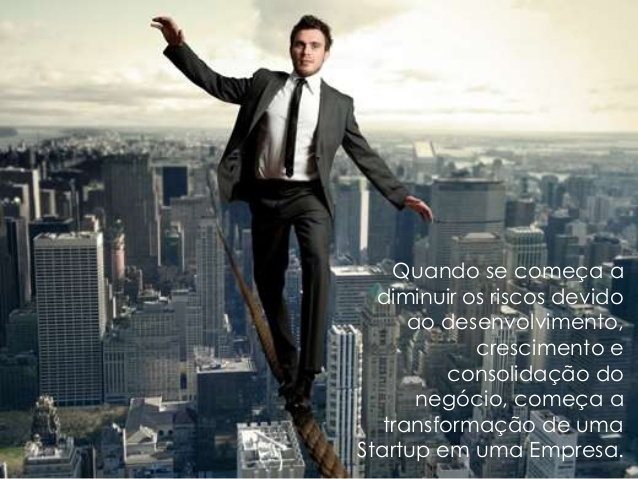 Quando se começa a
diminuir os riscos devido
ao desenvolvimento,
crescimento e
consolidação do
negócio, começa a
transformação de uma
Startup em uma Empresa.